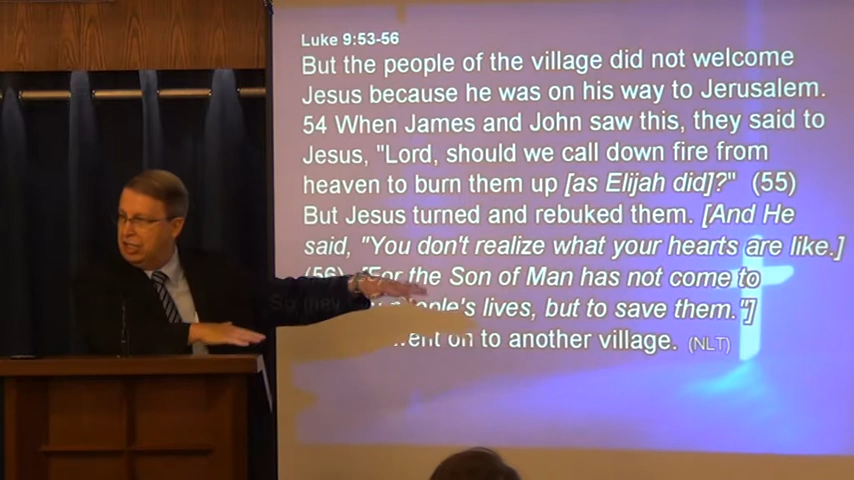 Luke 9:53-56
But the people of the village did not welcome
Jesus because he was on his way to Jerusalem.
54 When James and John saw this, they said to
Jesus, "Lord, should we call down fire from
heaven to burn them up [as Elijah did]?" (55)
But Jesus turned and rebuked them. [And He
said, "You don't realize what your hearts are like.]
(56) [For the Son of Man has not come to
lives, but to save them."]
So they went on to another village. (NLT)